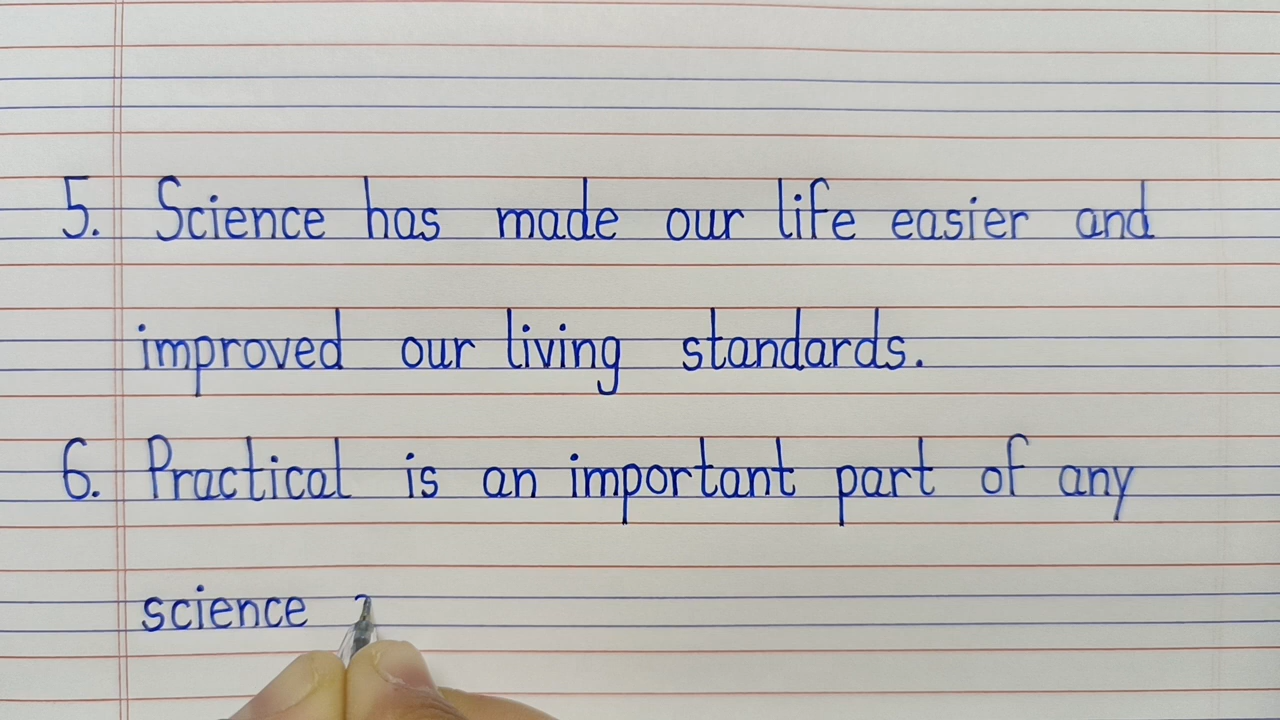 5. Science has made our life easier and
improved our living standards.
6. Practical is an important part of any
science